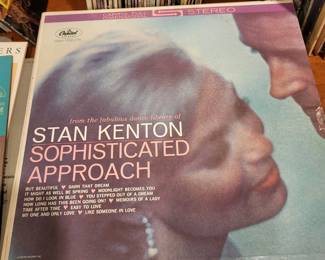 Capitol
STEREO
from the fabulous dance library of
STAN KENTON
SOPHISTICATED
APPROACH
BUT BEAUTIFUL ♥ DARN THAT DREAM
IT MIGHT AS WELL BE SPRING ♥ MOONLIGHT BECOMES YOU
HOW DO I LOOK IN BLUE ♥ YOU STEPPED OUT OF A DREAM
HOW LONG HAS THIS BEEN GOING ON? ♥ MEMORIES OF A LADY
TIME AFTER TIME ♥ EASY TO LOVE
MY ONE AND ONLY LOVE ♥ LIKE SOMEONE IN LOVE
ERS